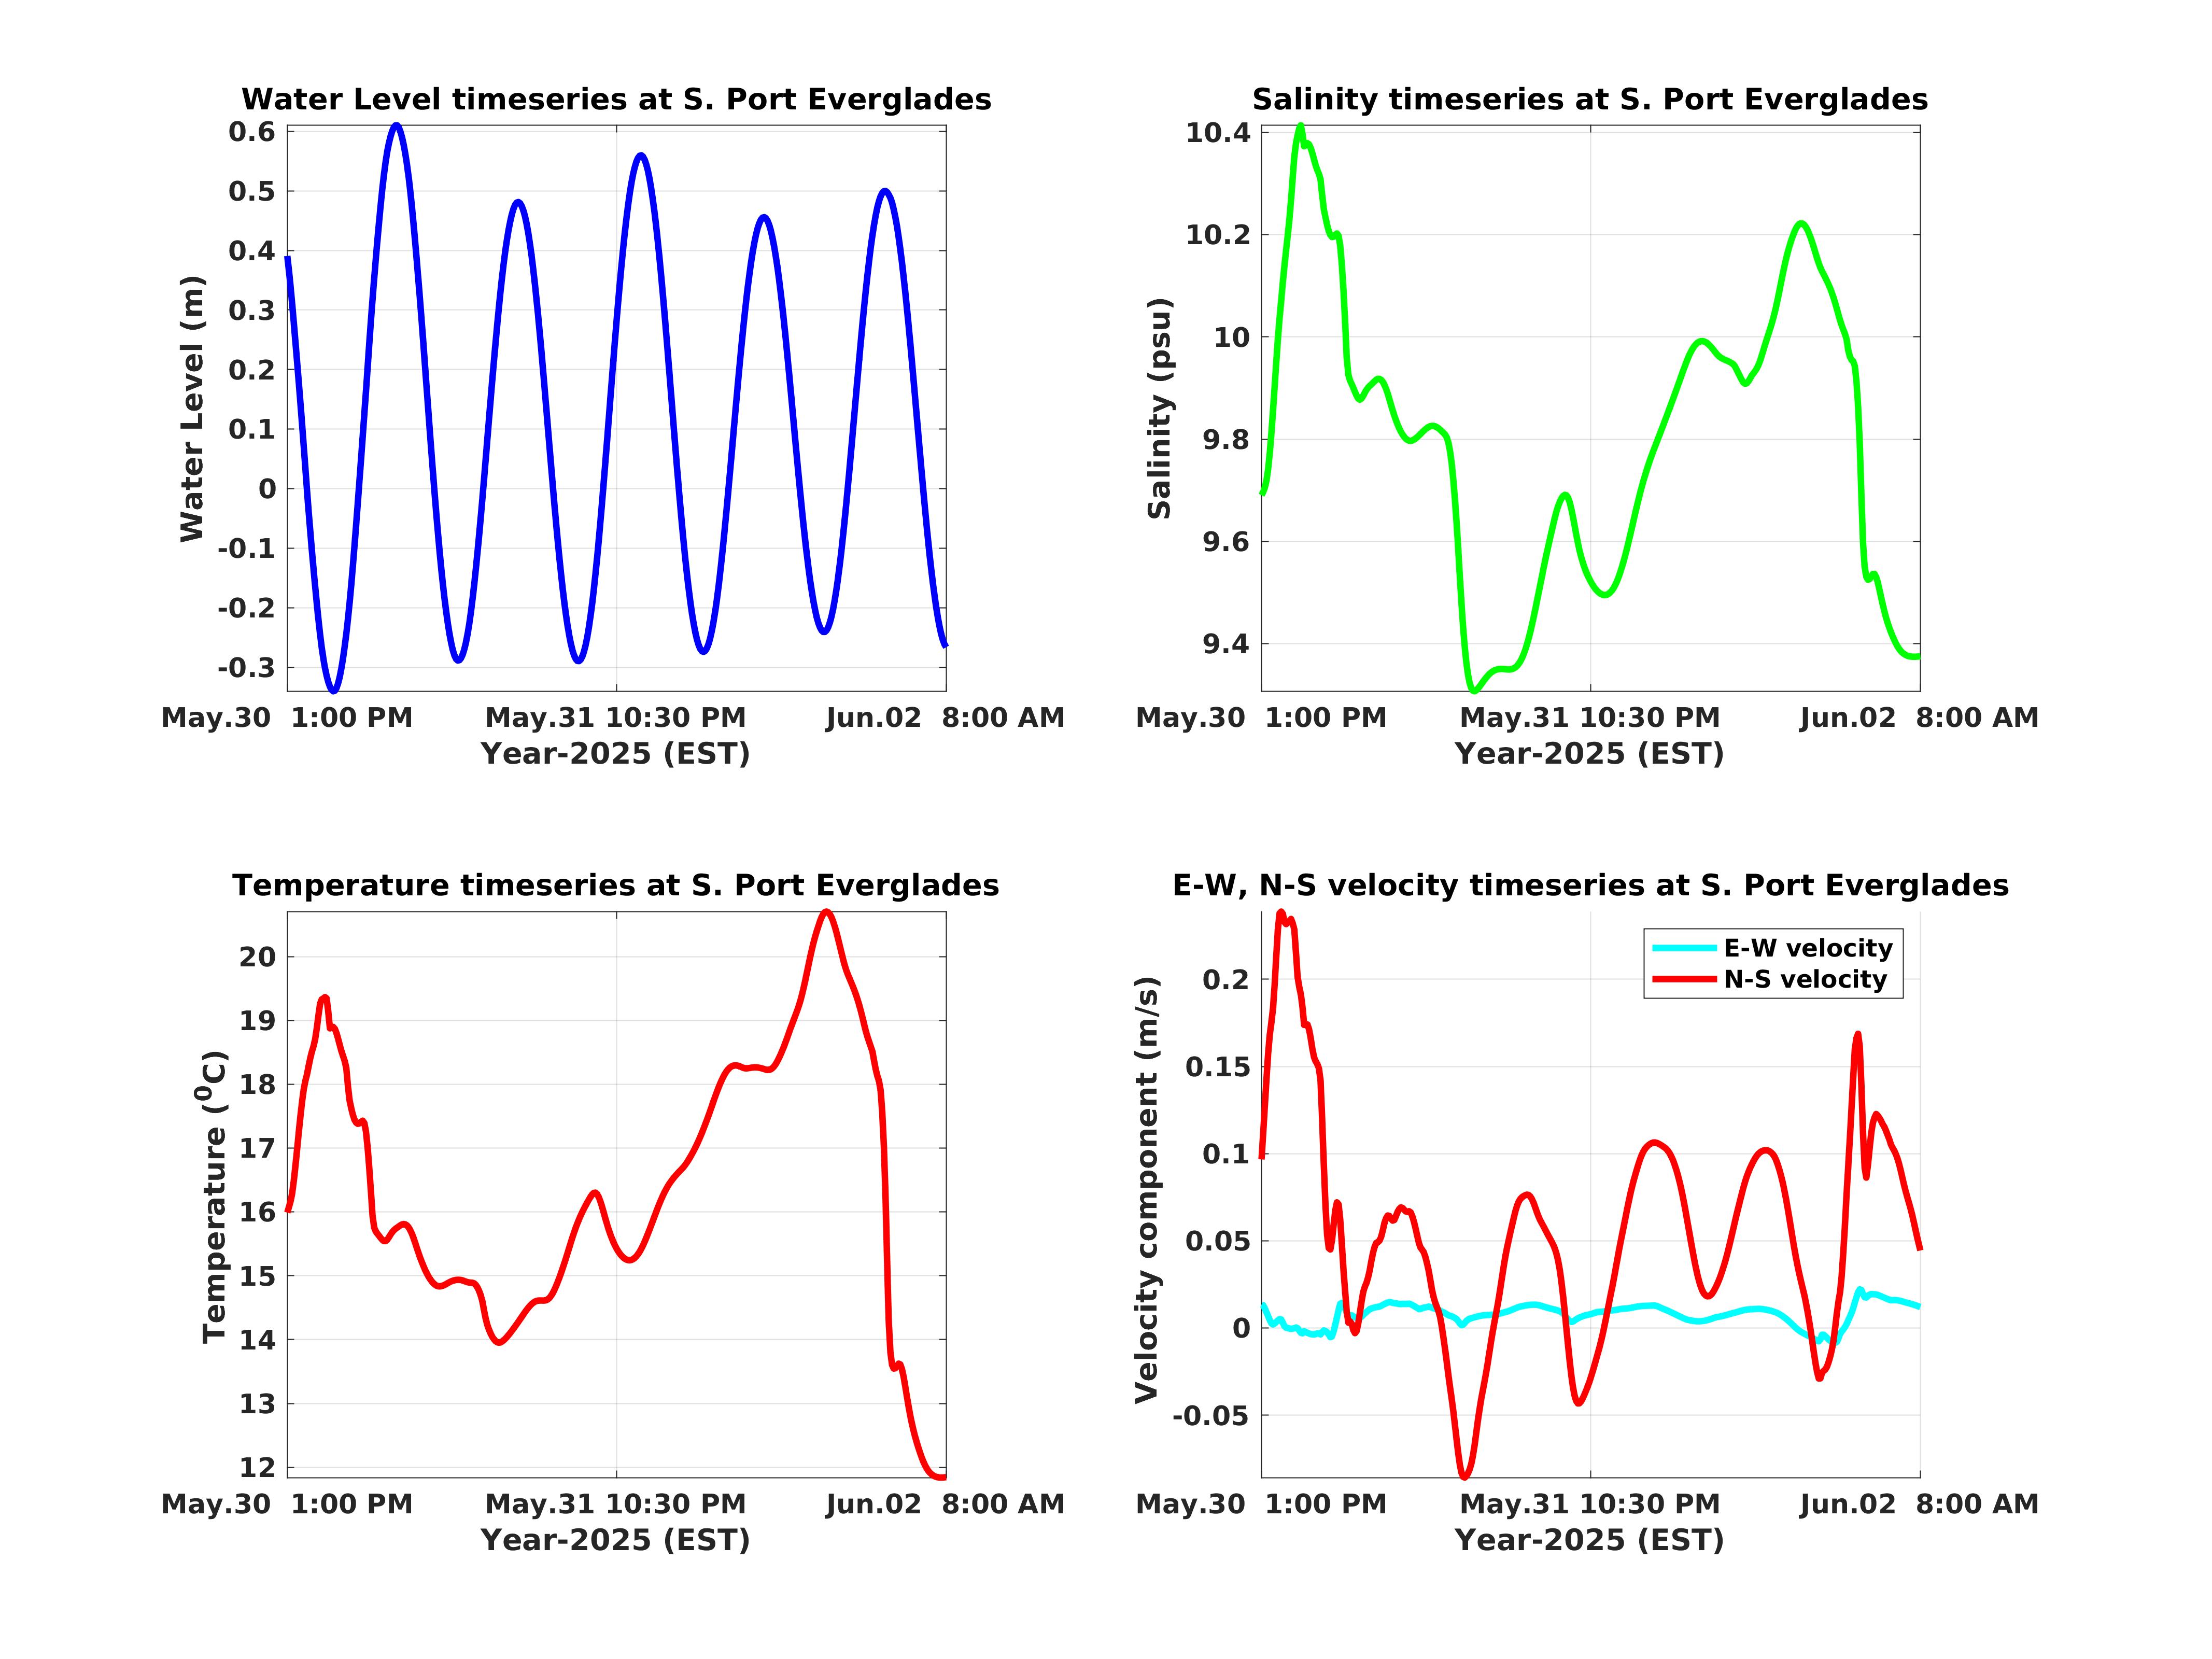 Water Level timeseries at S. Port Everglades
Water Level (m)
0.6
0.5
0.4
0.3
0.2
0.1
0
-0.1
-0.2
-0.3
May.30 1:00 PM
May.31 10:30 PM
Jun.02 8:00 AM
Year-2025 (EST)
Salinity timeseries at S. Port Everglades
Salinity (psu)
10.4
10.2
10
9.8
9.6
9.4
May.30 1:00 PM
May.31 10:30 PM
Jun.02 8:00 AM
Year-2025 (EST)
Temperature timeseries at S. Port Everglades
Temperature (⁰C)
20
19
18
17
16
15
14
13
12
May.30 1:00 PM
May.31 10:30 PM
Jun.02 8:00 AM
Year-2025 (EST)
E-W, N-S velocity timeseries at S. Port Everglades
Velocity component (m/s)
0.2
0.15
0.1
0.05
0
-0.05
E-W velocity
N-S velocity
May.30 1:00 PM
May.31 10:30 PM
Jun.02 8:00 AM
Year-2025 (EST)